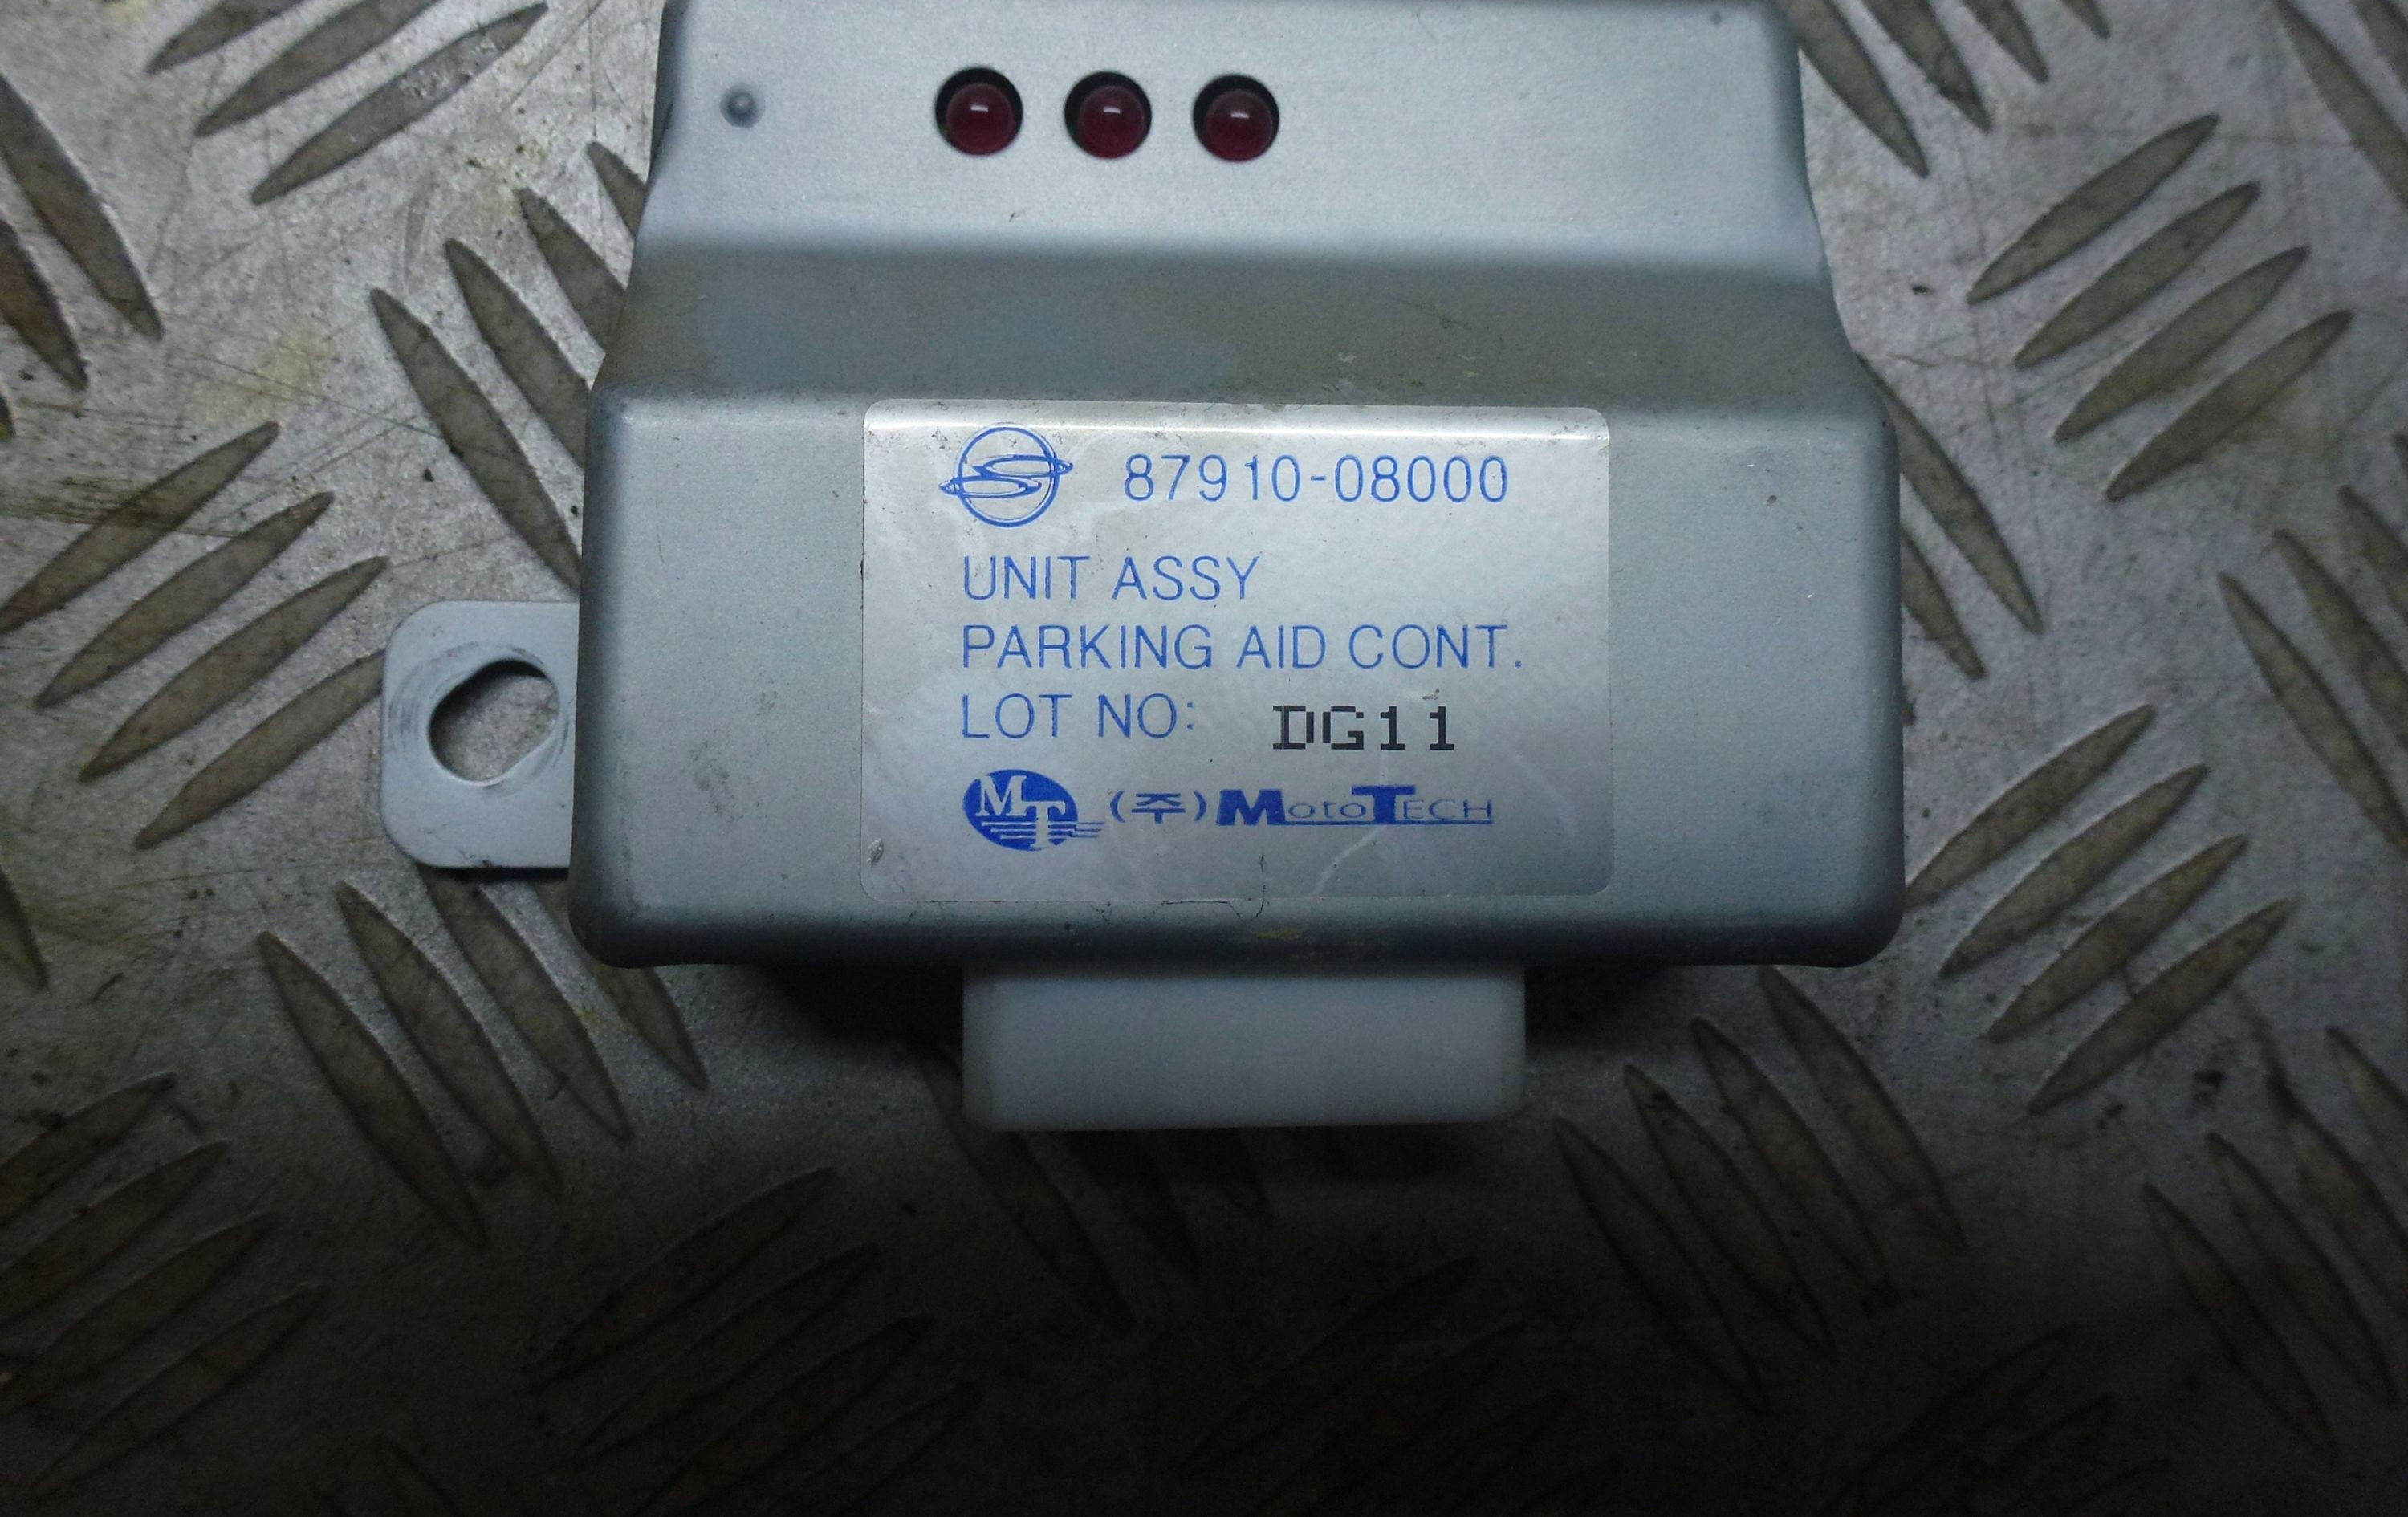 87910-08000
UNIT ASSY
PARKING AID CONT.
LOT NO: DG11
MT (주) MotoTECH